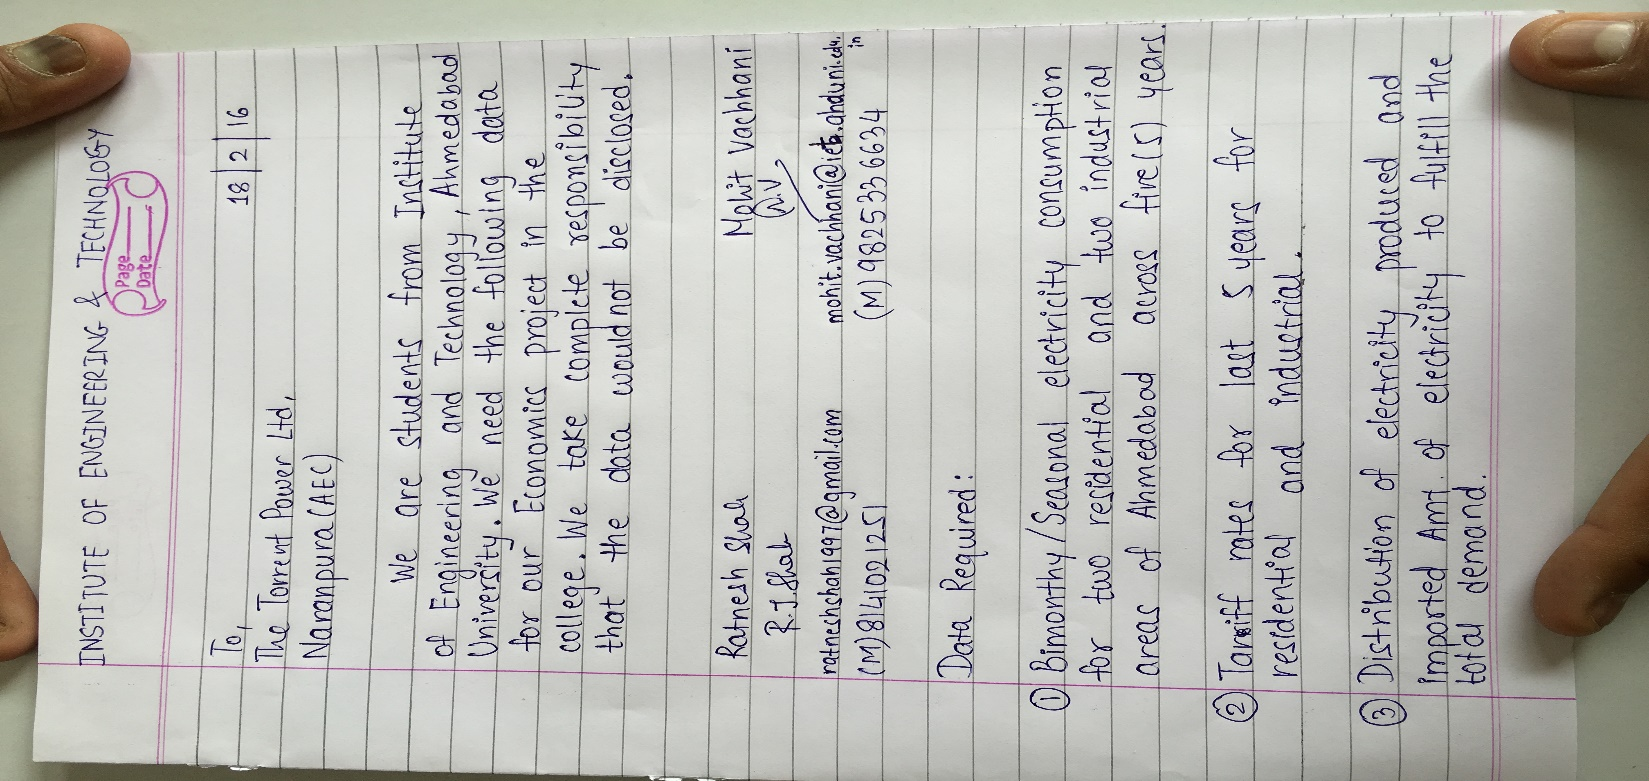 INSTITUTE OF ENGINEERING & TECHNOLOGY
Page
Date
18/2/16
To,
The Torrent Power Ltd,
Naranpura (AEC)
We are students from Institute
of Engineering and Technology, Ahmedabad
University. We need the following data
for our Economics project in the
college. We take complete responsibility
that the data would not be disclosed.
Ratnesh Shah Mohit Vachhani
R.J.Shah
ratneshshah1997@gmail.com mohit.vachhani@iet.ahduni.edu.in
(M) 8141021251 (M) 9825336634
Data Required:
① Bimonthy/Seasonal electricity consumption
for two residential and two industrial
areas of Ahmedabad across five(5) years.
② Tarriff rates for last 5 years for
residential and industrial.
③ Distribution of electricity produced and
imported Amt. of electricity to fulfill the
total demand.